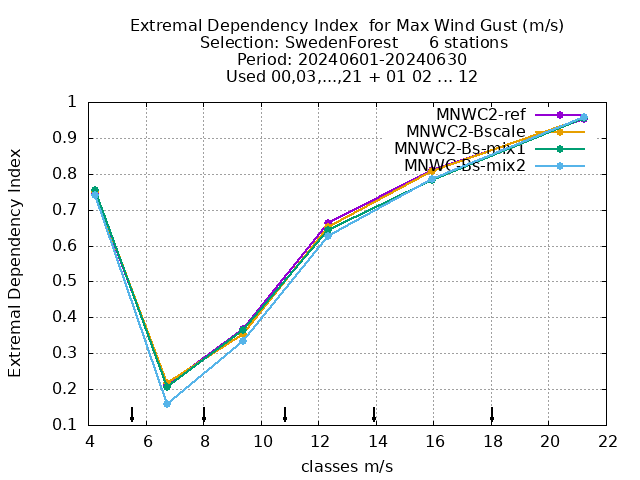 Extremal Dependency Index  for Max Wind Gust (m/s)
Selection: SwedenForest      6 stations
Period: 20240601-20240630
Used 00,03,...,21 + 01 02 ... 12
MNWC2-ref
MNWC2-Bscale
MNWC2-Bs-mix1
MNWC-Bs-mix2
Extremal Dependency Index
1
0.9
0.8
0.7
0.6
0.5
0.4
0.3
0.2
0.1
4 6 8 10 12 14 16 18 20 22
classes m/s